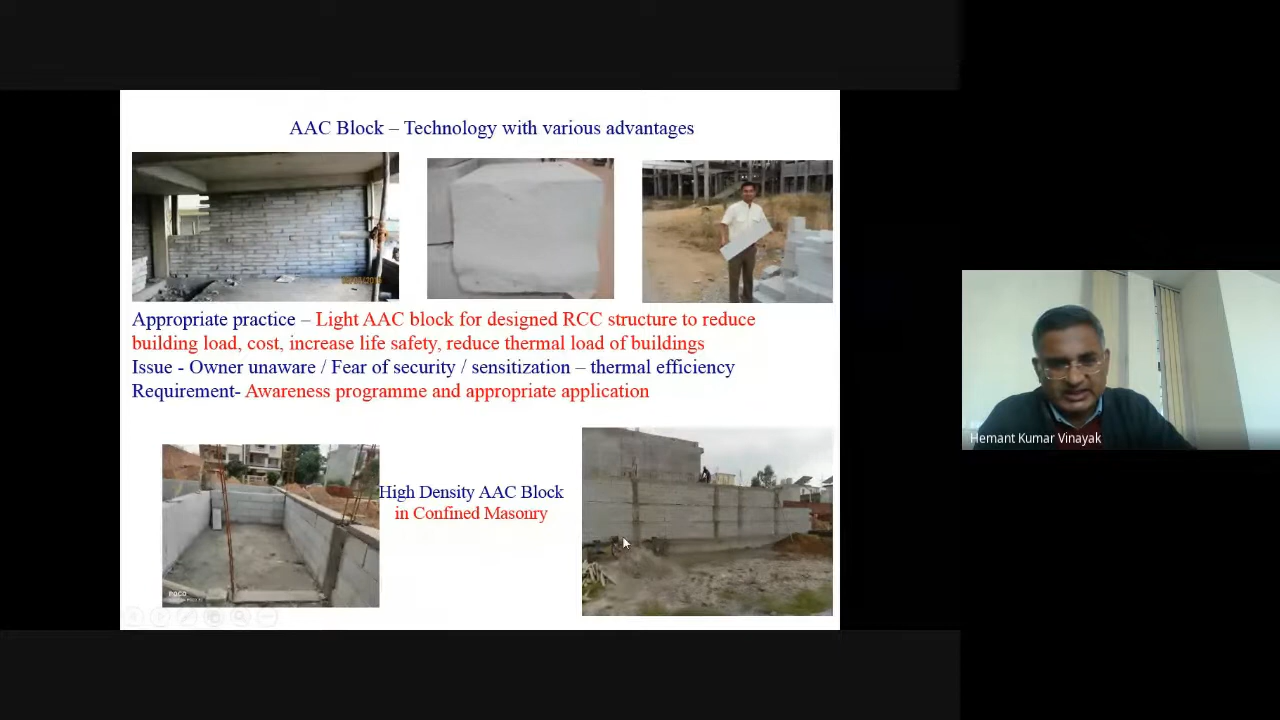 AAC Block – Technology with various advantages
Appropriate practice – Light AAC block for designed RCC structure to reduce
building load, cost, increase life safety, reduce thermal load of buildings
Issue - Owner unaware / Fear of security / sensitization – thermal efficiency
Requirement- Awareness programme and appropriate application
High Density AAC Block
in Confined Masonry
POCO
Hemant Kumar Vinayak